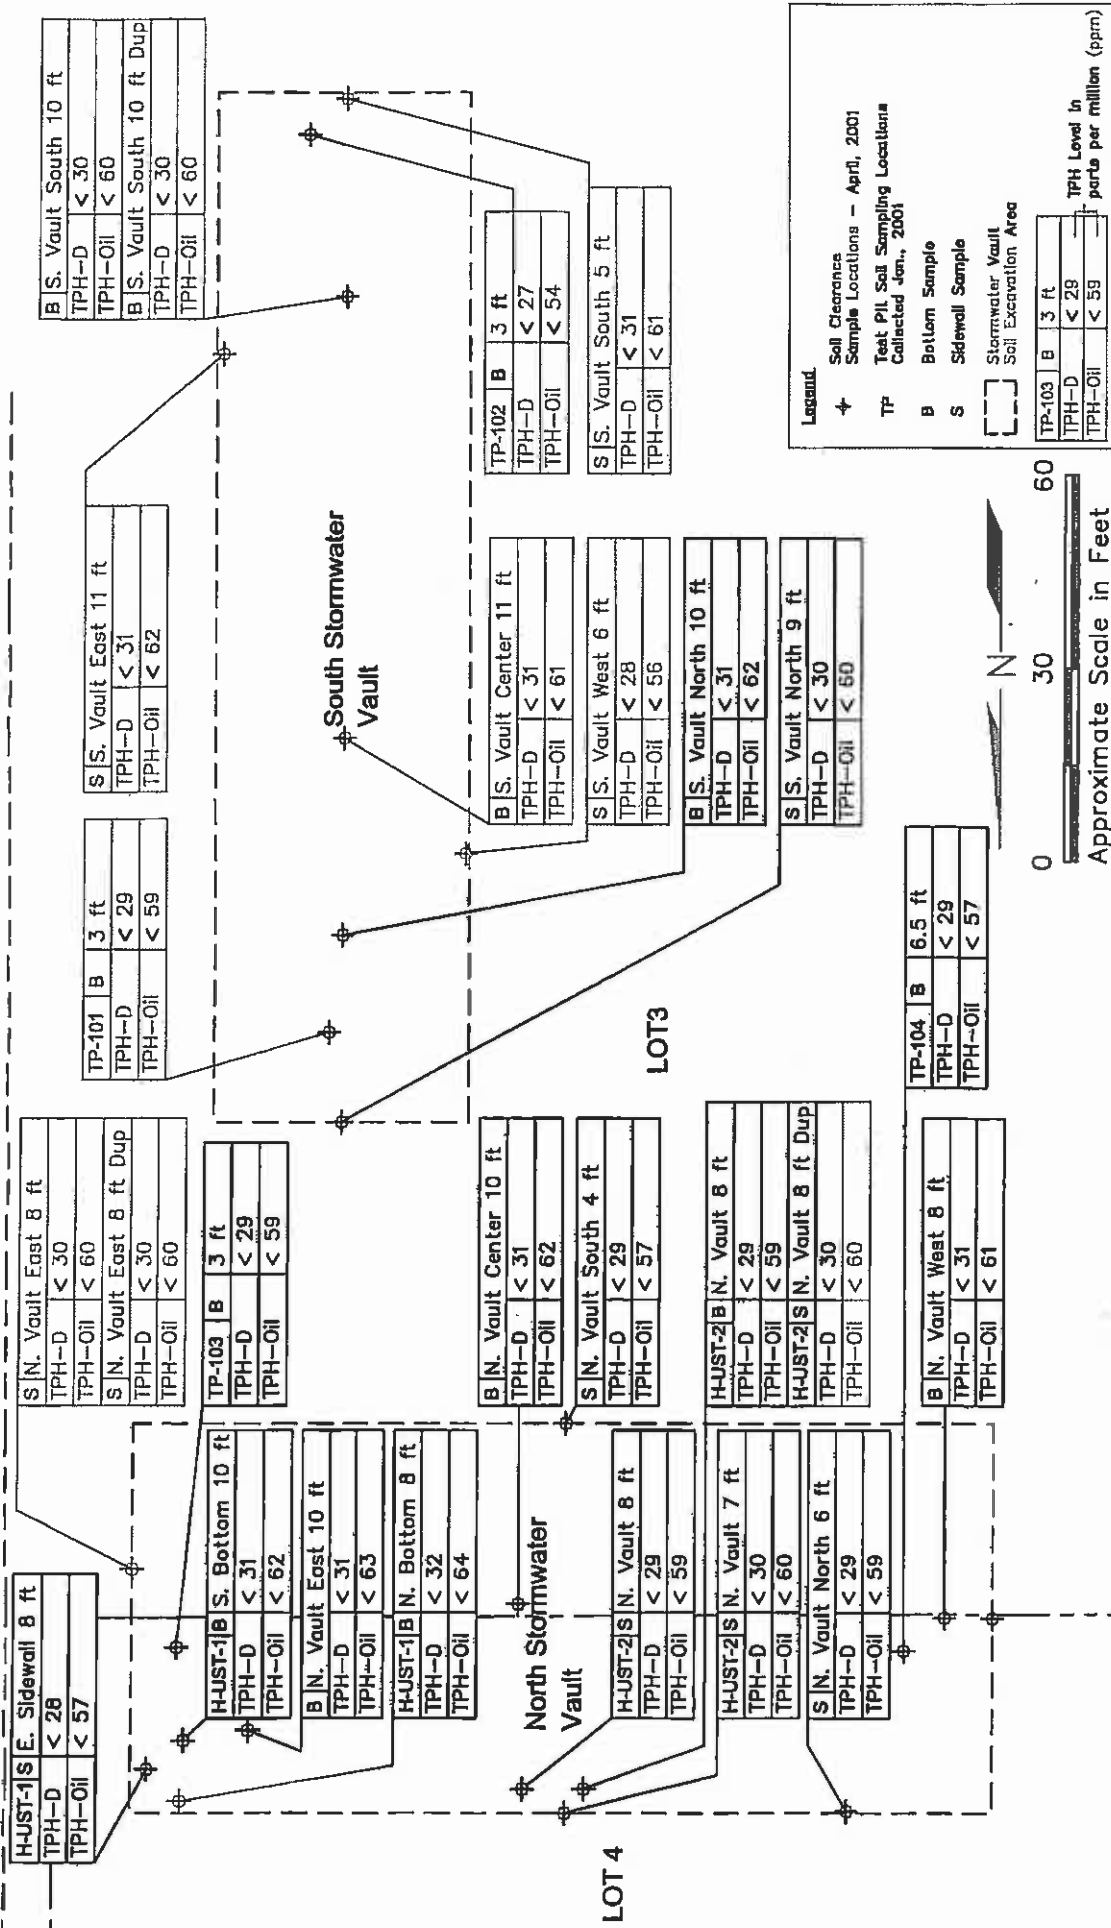 H-UST-1 S E. Sidewall 8 ft
TPH-D < 28
TPH-Oil < 57
S N. Vault East 8 ft
TPH-D < 30
TPH-Oil < 60
S N. Vault East 8 ft Dup
TPH-D < 30
TPH-Oil < 60
TP-103 B 3 ft
TPH-D < 29
TPH-Oil < 59
TP-101 B 3 ft
TPH-D < 29
TPH-Oil < 59
S S. Vault East 11 ft
TPH-D < 31
TPH-Oil < 62
B S. Vault South 10 ft
TPH-D < 30
TPH-Oil < 60
B S. Vault South 10 ft Dup
TPH-D < 30
TPH-Oil < 60
H-UST-1 B S. Bottom 10 ft
TPH-D < 31
TPH-Oil < 62
B N. Vault East 10 ft
TPH-D < 31
TPH-Oil < 63
H-UST-1 B N. Bottom 8 ft
TPH-D < 32
TPH-Oil < 64
South Stormwater
Vault
North Stormwater
Vault
B N. Vault Center 10 ft
TPH-D < 31
TPH-Oil < 62
S N. Vault South 4 ft
TPH-D < 29
TPH-Oil < 57
B S. Vault Center 11 ft
TPH-D < 31
TPH-Oil < 61
S S. Vault West 6 ft
TPH-D < 28
TPH-Oil < 56
B S. Vault North 10 ft
TPH-D < 31
TPH-Oil < 62
S S. Vault North 9 ft
TPH-D < 30
TPH-Oil < 60
TP-102 B 3 ft
TPH-D < 27
TPH-Oil < 54
S S. Vault South 5 ft
TPH-D < 31
TPH-Oil < 61
LOT 4
LOT3
H-UST-2 S N. Vault 8 ft
TPH-D < 29
TPH-Oil < 59
H-UST-2 S N. Vault 7 ft
TPH-D < 30
TPH-Oil < 60
S N. Vault North 6 ft
TPH-D < 29
TPH-Oil < 59
H-UST-2 B N. Vault 8 ft
TPH-D < 29
TPH-Oil < 59
H-UST-2 S N. Vault 8 ft Dup
TPH-D < 30
TPH-Oil < 60
B N. Vault West 8 ft
TPH-D < 31
TPH-Oil < 61
TP-104 B 6.5 ft
TPH-D < 29
TPH-Oil < 57
N
0 30 60
Approximate Scale in Feet
Legend
Soil Clearance
Sample Locations - April, 2001
TP Test Pit Soil Sampling Locations
Collected Jan., 2001
B Bottom Sample
S Sidewall Sample
Stormwater Vault
Soil Excavation Area
TP-103 B 3 ft
TPH-D < 29
TPH-Oil < 59
TPH Level in
parts per million (ppm)